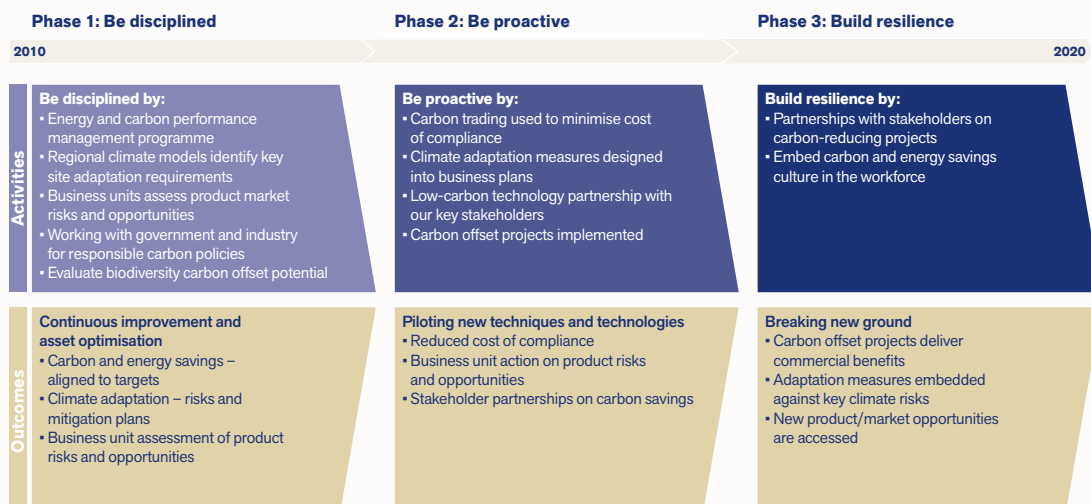 Phase 1: Be disciplined
Phase 2: Be proactive
Phase 3: Build resilience
2010
2020
Activities
Be disciplined by:
▪ Energy and carbon performance
management programme
▪ Regional climate models identify key
site adaptation requirements
▪ Business units assess product market
risks and opportunities
▪ Working with government and industry
for responsible carbon policies
▪ Evaluate biodiversity carbon offset potential
Be proactive by:
▪ Carbon trading used to minimise cost
of compliance
▪ Climate adaptation measures designed
into business plans
▪ Low-carbon technology partnership with
our key stakeholders
▪ Carbon offset projects implemented
Build resilience by:
▪ Partnerships with stakeholders on
carbon-reducing projects
▪ Embed carbon and energy savings
culture in the workforce
Outcomes
Continuous improvement and
asset optimisation
▪ Carbon and energy savings –
aligned to targets
▪ Climate adaptation – risks and
mitigation plans
▪ Business unit assessment of product
risks and opportunities
Piloting new techniques and technologies
▪ Reduced cost of compliance
▪ Business unit action on product risks
and opportunities
▪ Stakeholder partnerships on carbon savings
Breaking new ground
▪ Carbon offset projects deliver
commercial benefits
▪ Adaptation measures embedded
against key climate risks
▪ New product/market opportunities
are accessed